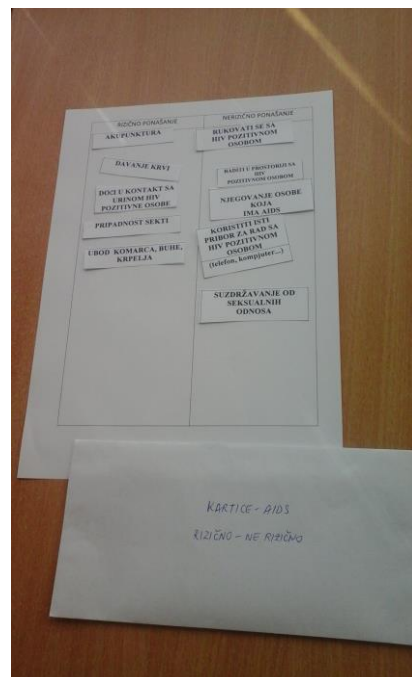 RIZIČNO PONAŠANJE
AKUPUNKTURA
DAVANJE KRVI
DOĆI U KONTAKT SA
URINOM HIV
POZITIVNE OSOBE
PRIPADNOST SEKTI
UBOD KOMARCA, BUHE,
KRPELJA
NERIZIČNO PONAŠANJE
RUKOVATI SE SA
HIV POZITIVNOM
OSOBOM
RADITI U PROSTORIJI SA
HIV
POZITIVNOM OSOBOM
NJEGOVANJE OSOBE
KOJA
IMA AIDS
KORISTITI ISTI
PRIBOR ZA RAD SA
HIV POZITIVNOM
OSOBOM
(telefon, kompjuter...)
SUZDRŽAVANJE OD
SEKSUALNIH
ODNOSA
KARTICE - AIDS
RIZIČNO - NE RIZIČNO